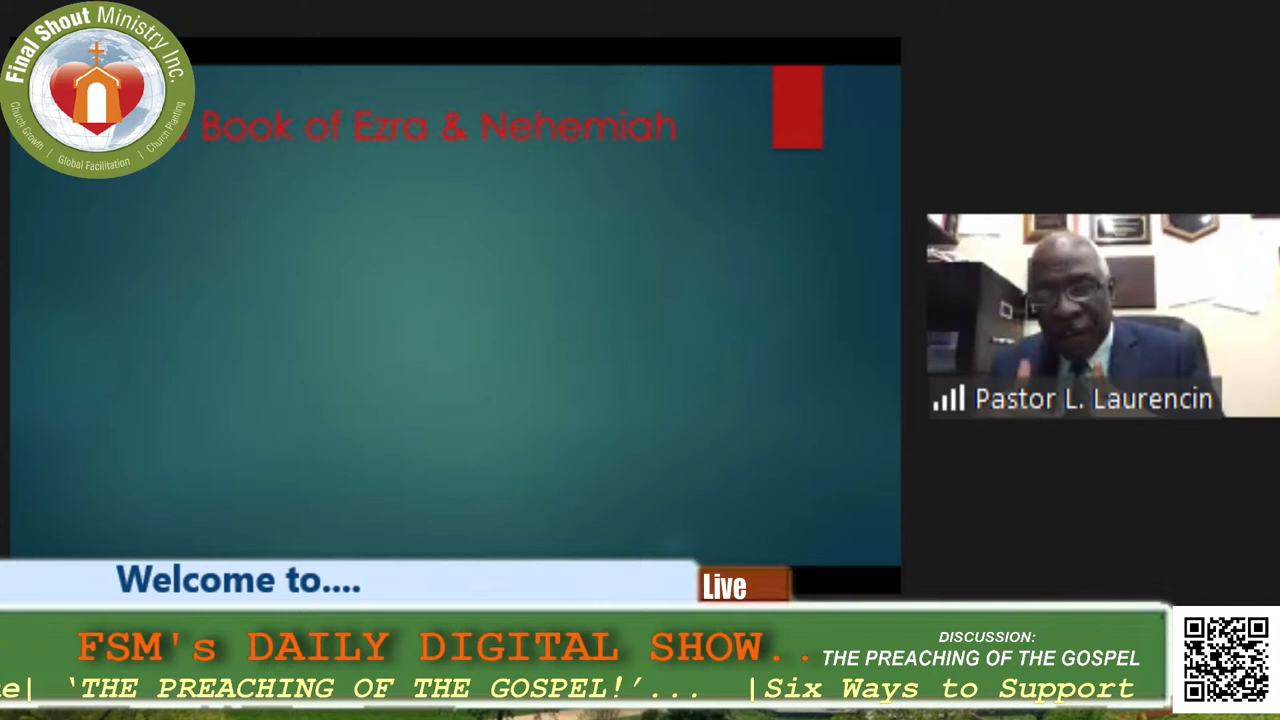 Final Shout Ministry Inc.
Church Growth | Global Facilitation | Church Planting
Book of Ezra & Nehemiah
Pastor L. Laurencin
Welcome to....
Live
FSM's DAILY DIGITAL SHOW..
DISCUSSION:
THE PREACHING OF THE GOSPEL
| ‘THE PREACHING OF THE GOSPEL!’... |Six Ways to Support